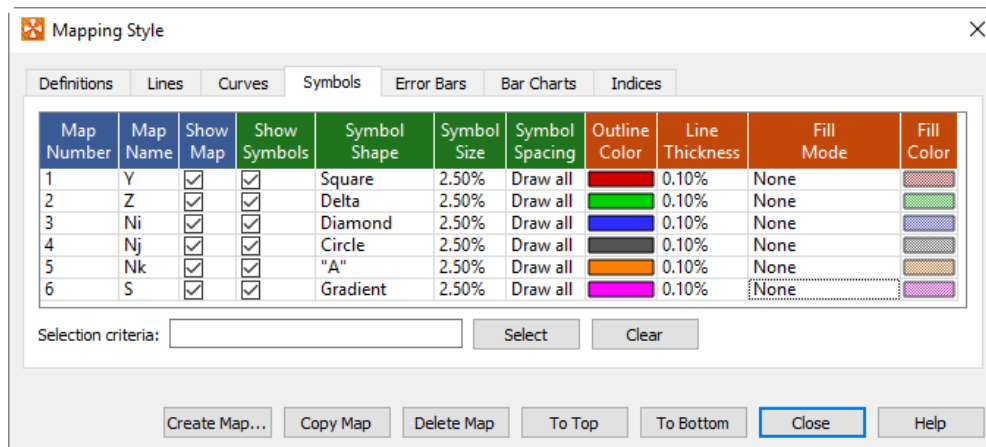 Mapping Style
Definitions Lines Curves Symbols Error Bars Bar Charts Indices
Map Number Map Name Show Map Show Symbols Symbol Shape Symbol Size Symbol Spacing Outline Color Line Thickness Fill Mode Fill Color
1 Y Square 2.50% Draw all 0.10% None
2 Z Delta 2.50% Draw all 0.10% None
3 Ni Diamond 2.50% Draw all 0.10% None
4 Nj Circle 2.50% Draw all 0.10% None
5 Nk "A" 2.50% Draw all 0.10% None
6 S Gradient 2.50% Draw all 0.10% None
Selection criteria: Select Clear
Create Map... Copy Map Delete Map To Top To Bottom Close Help